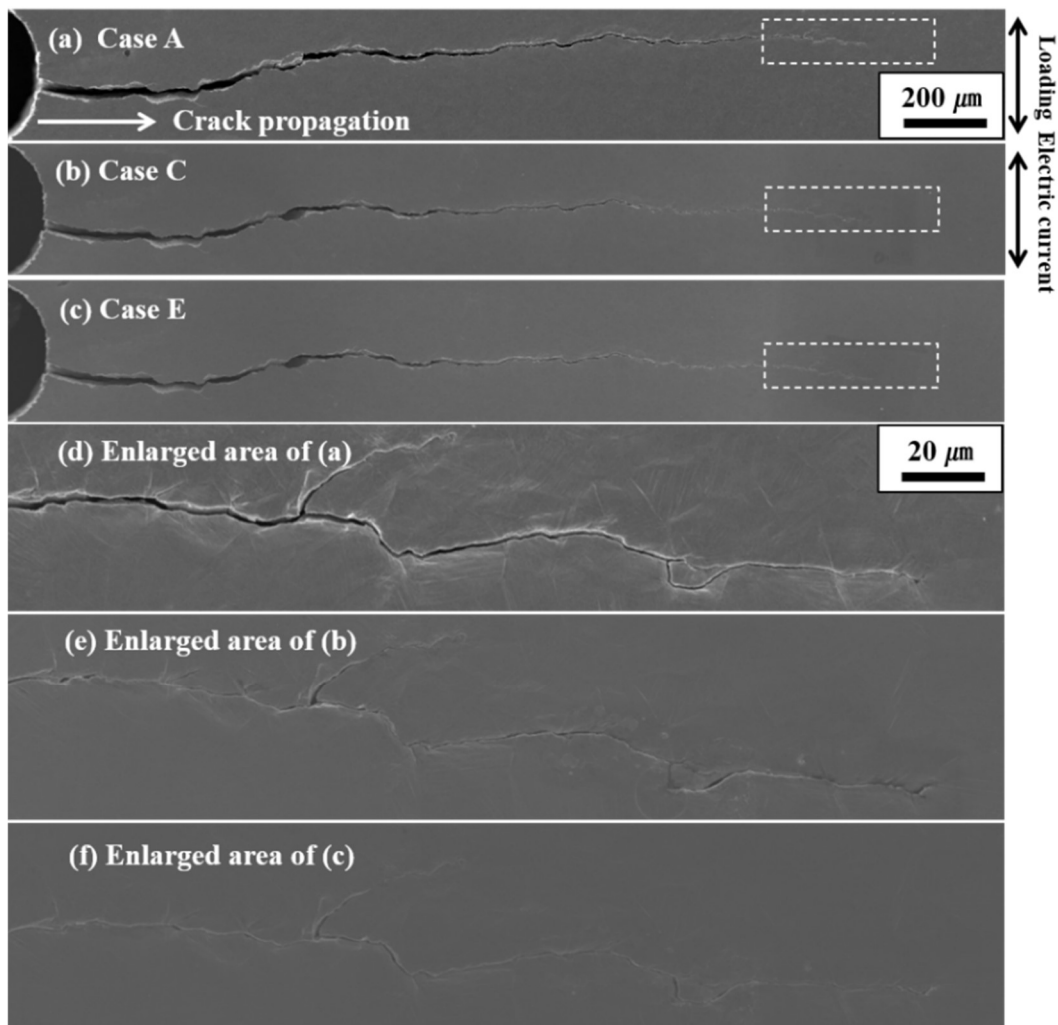 (a) Case A
200 μm
Crack propagation
Loading
(b) Case C
Electric current
(c) Case E
(d) Enlarged area of (a)
20 μm
(e) Enlarged area of (b)
(f) Enlarged area of (c)